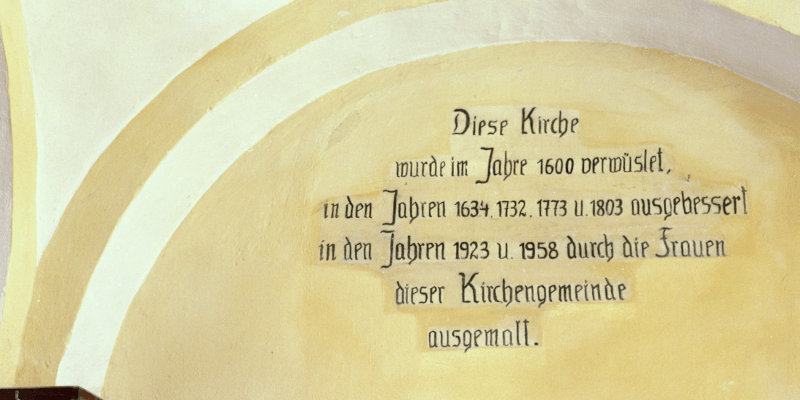 Diese Kirche
wurde im Jahre 1600 verwüstet,
in den Jahren 1634, 1732, 1773 u. 1803 ausgebessert
in den Jahren 1923 u. 1958 durch die Frauen
dieser Kirchengemeinde
ausgemalt.